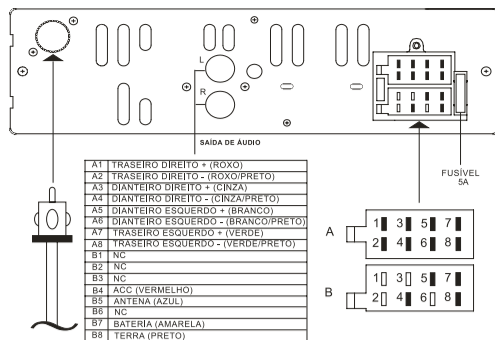 L
R
SAÍDA DE ÁUDIO
FUSÍVEL
5A
A1 TRASEIRO DIREITO + (ROXO)
A2 TRASEIRO DIREITO - (ROXO/PRETO)
A3 DIANTEIRO DIREITO + (CINZA)
A4 DIANTEIRO DIREITO - (CINZA/PRETO)
A5 DIANTEIRO ESQUERDO + (BRANCO)
A6 DIANTEIRO ESQUERDO - (BRANCO/PRETO)
A7 TRASEIRO ESQUERDO + (VERDE)
A8 TRASEIRO ESQUERDO - (VERDE/PRETO)
B1 NC
B2 NC
B3 NC
B4 ACC (VERMELHO)
B5 ANTENA (AZUL)
B6 NC
B7 BATERÍA (AMARELA)
B8 TERRA (PRETO)
A
1 3 5 7
2 4 6 8
B
1 3 5 7
2 4 6 8